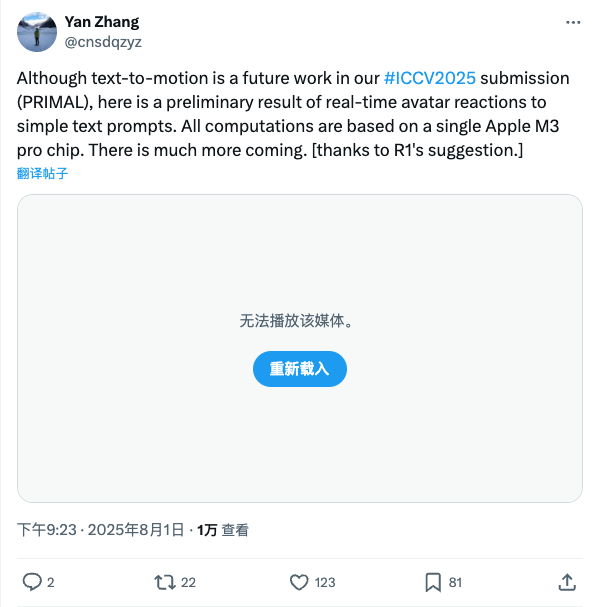 Yan Zhang
@cnsdqzyz
Although text-to-motion is a future work in our #ICCV2025 submission
(PRIMAL), here is a preliminary result of real-time avatar reactions to
simple text prompts. All computations are based on a single Apple M3
pro chip. There is much more coming. [thanks to R1's suggestion.]
翻译帖子
无法播放该媒体。
重新载入
下午9:23 · 2025年8月1日 · 1万 查看
2 22 123 81